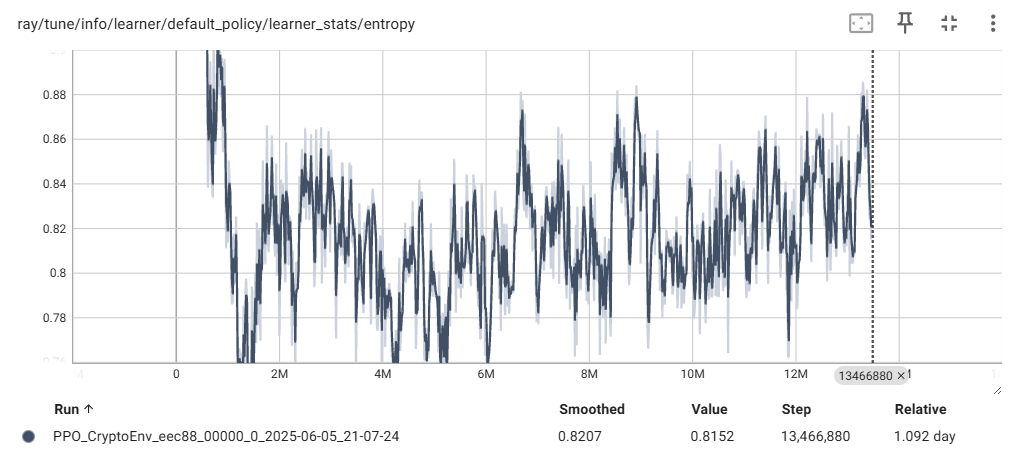 ray/tune/info/learner/default_policy/learner_stats/entropy
0.88
0.86
0.84
0.82
0.8
0.78
0.76
0 2M 4M 6M 8M 10M 12M 13466880 ×
Run ↑ Smoothed Value Step Relative
PPO_CryptoEnv_eec88_00000_0_2025-06-05_21-07-24 0.8207 0.8152 13,466,880 1.092 day